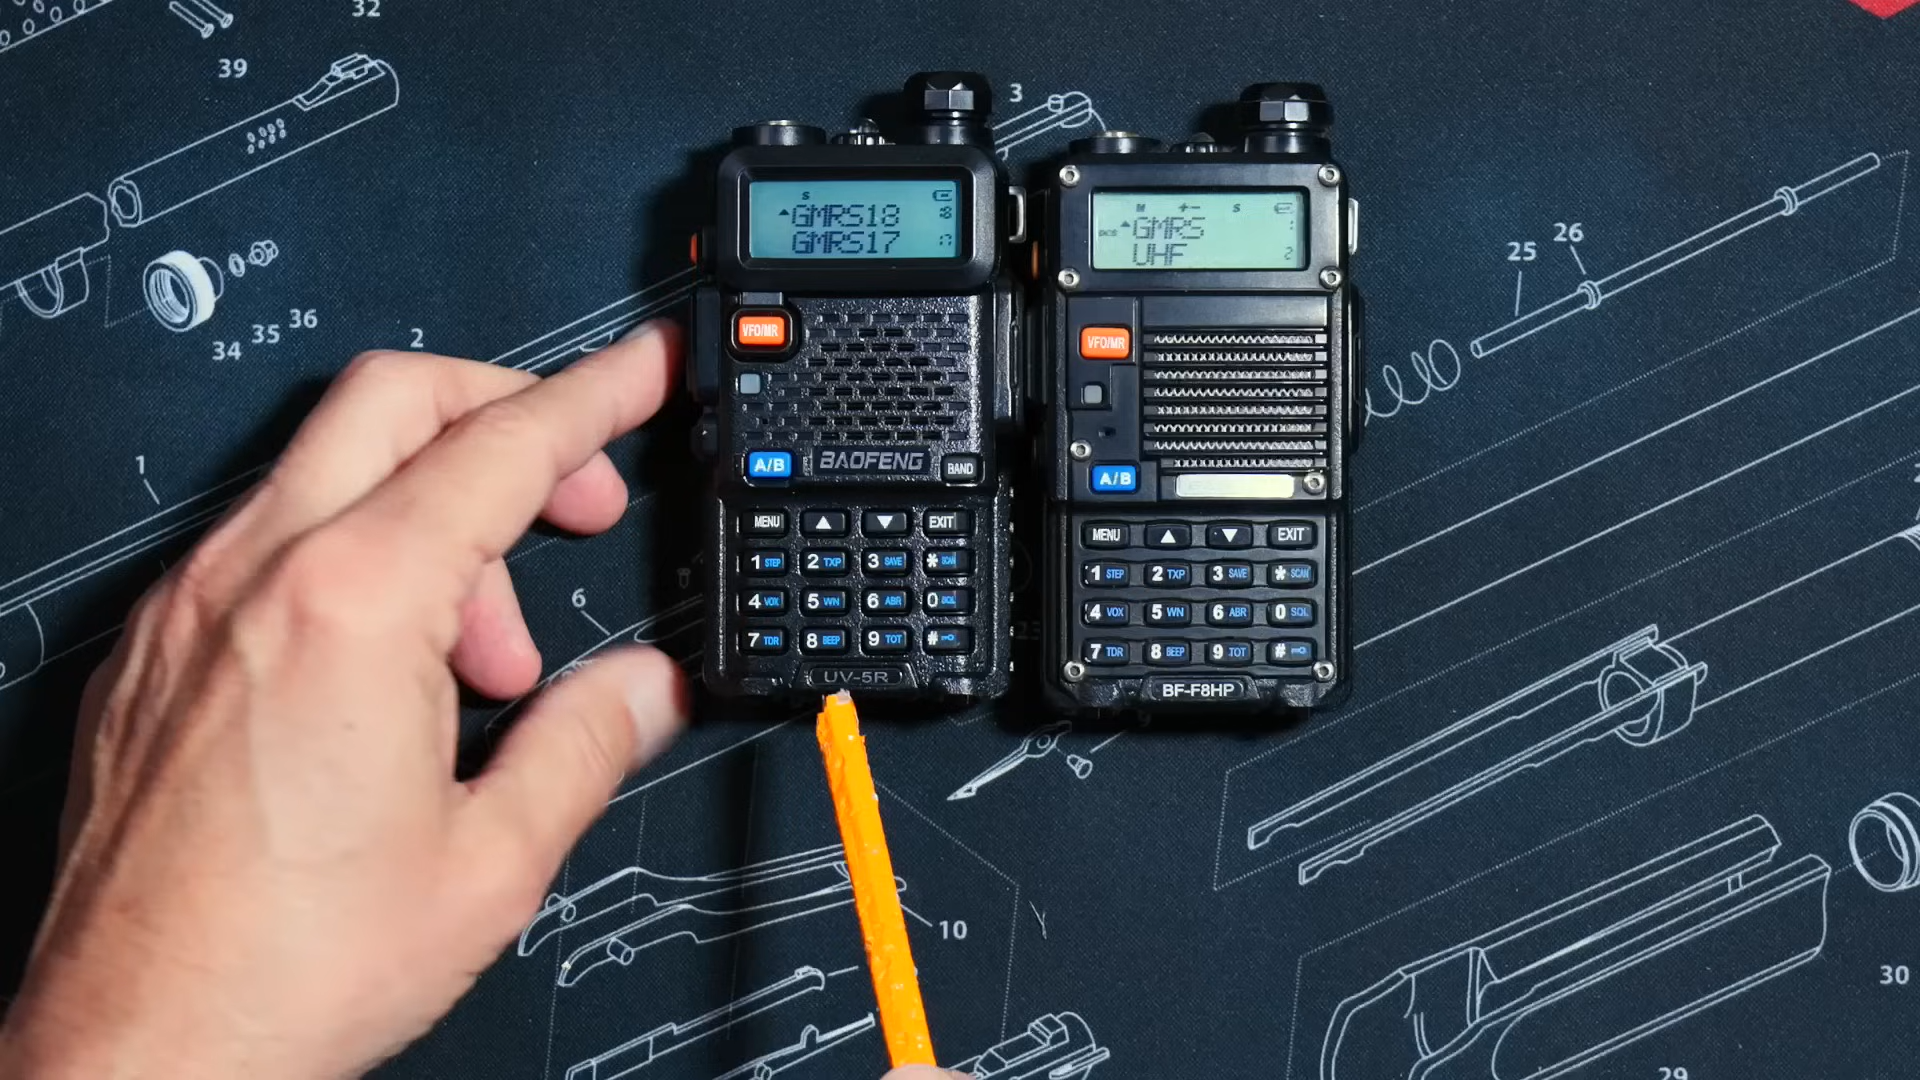 32
39
3
S
GMRS18
GMRS17
M +- S
GMRS
1
UHF
2
25
26
34
35
36
2
1
6
VFO/MR
A/B
BAOFENG
BAND
MENU
EXIT
1 STEP
2 TXP
3 SAVE
* SCAN
4 VOX
5 WN
6 ABR
0 SQL
7 TDR
8 BEEP
9 TOT
#
UV-5R
VFO/MR
A/B
MENU
EXIT
1 STEP
2 TXP
3 SAVE
* SCAN
4 VOX
5 WN
6 ABR
0 SQL
7 TDR
8 BEEP
9 TOT
#
BF-F8HP
23
10
30
29